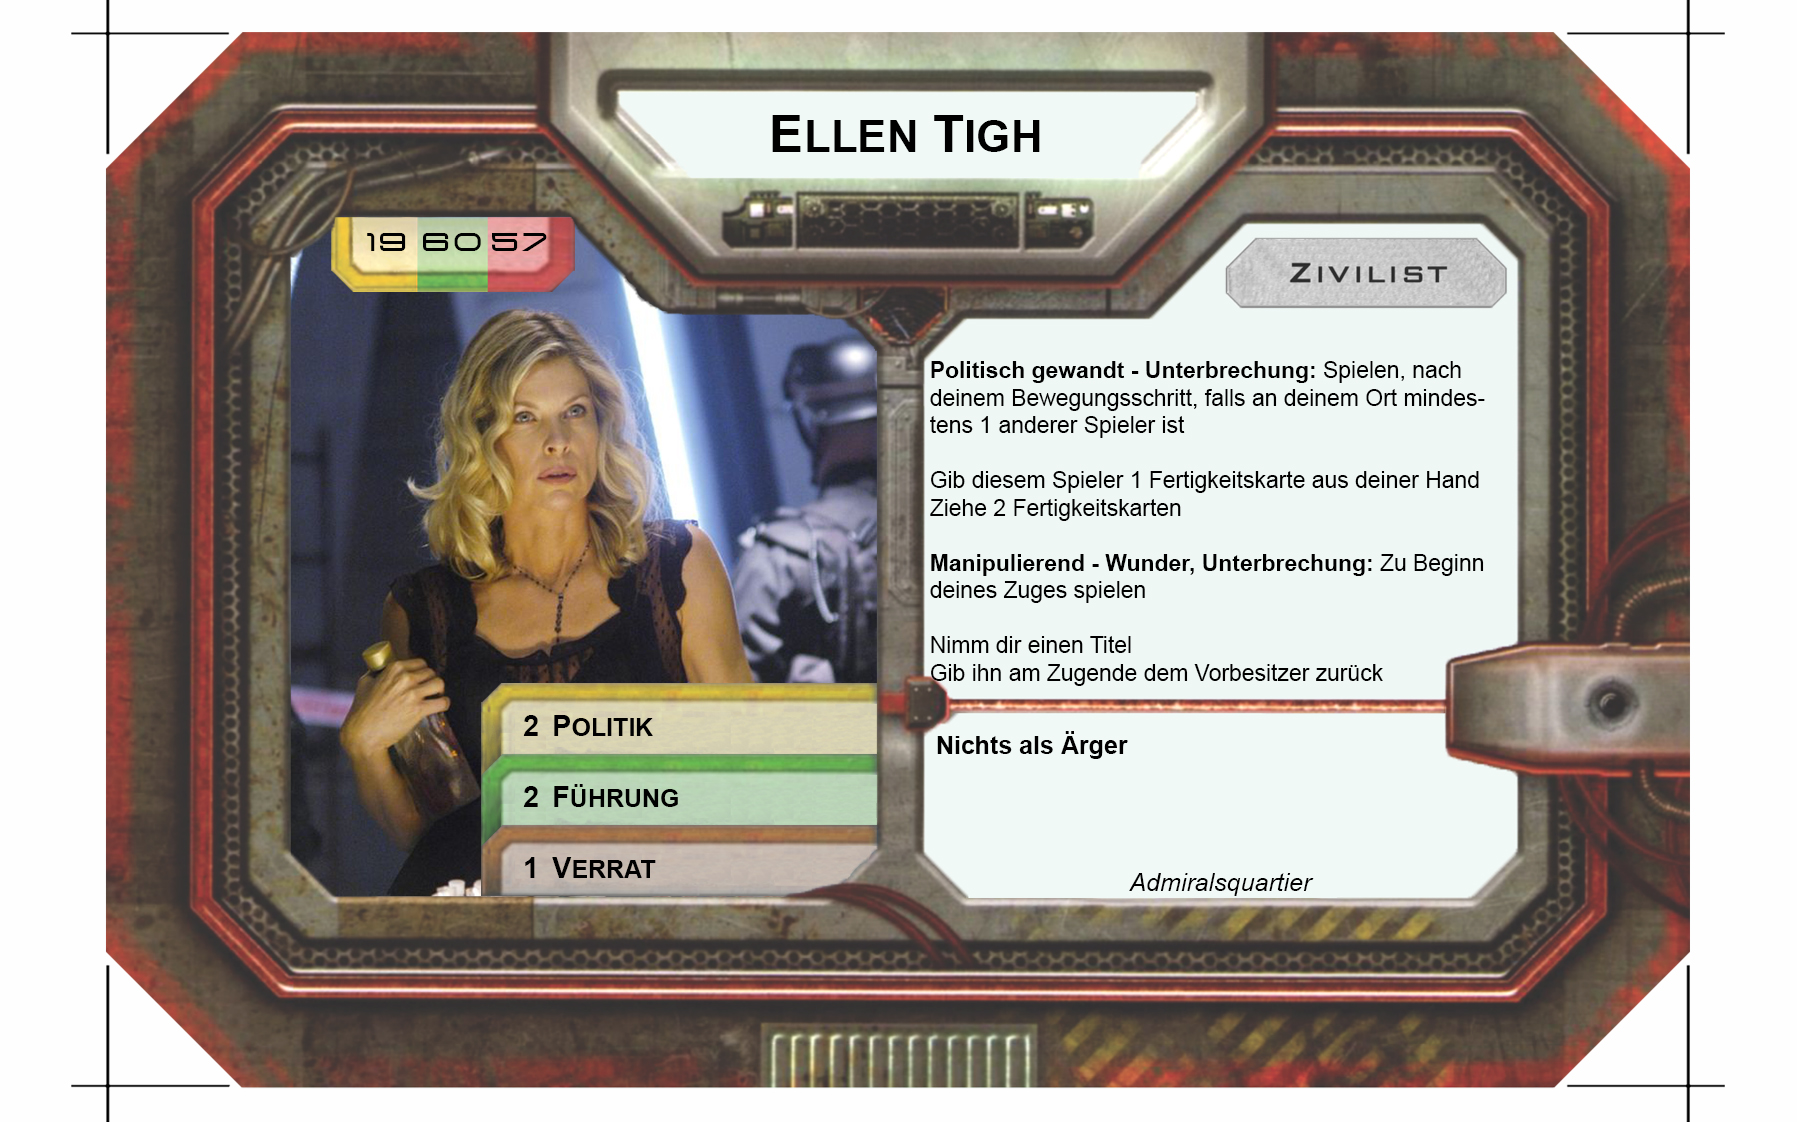 ELLEN TIGH
19 60 57
ZIVILIST
Politisch gewandt - Unterbrechung: Spielen, nach
deinem Bewegungsschritt, falls an deinem Ort mindes-
tens 1 anderer Spieler ist
Gib diesem Spieler 1 Fertigkeitskarte aus deiner Hand
Ziehe 2 Fertigkeitskarten
Manipulierend - Wunder, Unterbrechung: Zu Beginn
deines Zuges spielen
Nimm dir einen Titel
Gib ihn am Zugende dem Vorbesitzer zurück
2 POLITIK
2 FÜHRUNG
1 VERRAT
Nichts als Ärger
Admiralsquartier